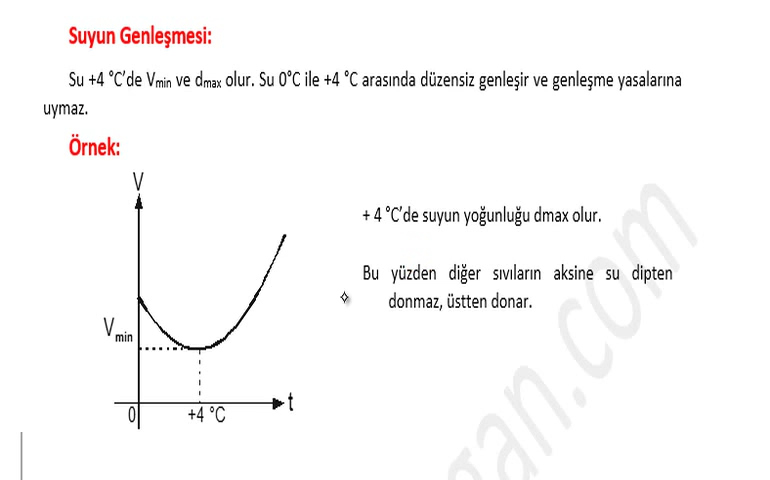 Suyun Genleşmesi:
Su +4 °C’de Vmin ve dmax olur. Su 0°C ile +4 °C arasında düzensiz genleşir ve genleşme yasalarına
uymaz.
Örnek:
V
+ 4 °C’de suyun yoğunluğu dmax olur.
Bu yüzden diğer sıvıların aksine su dipten
donmaz, üstten donar.
Vmin
t
0
+4 °C
gan.com